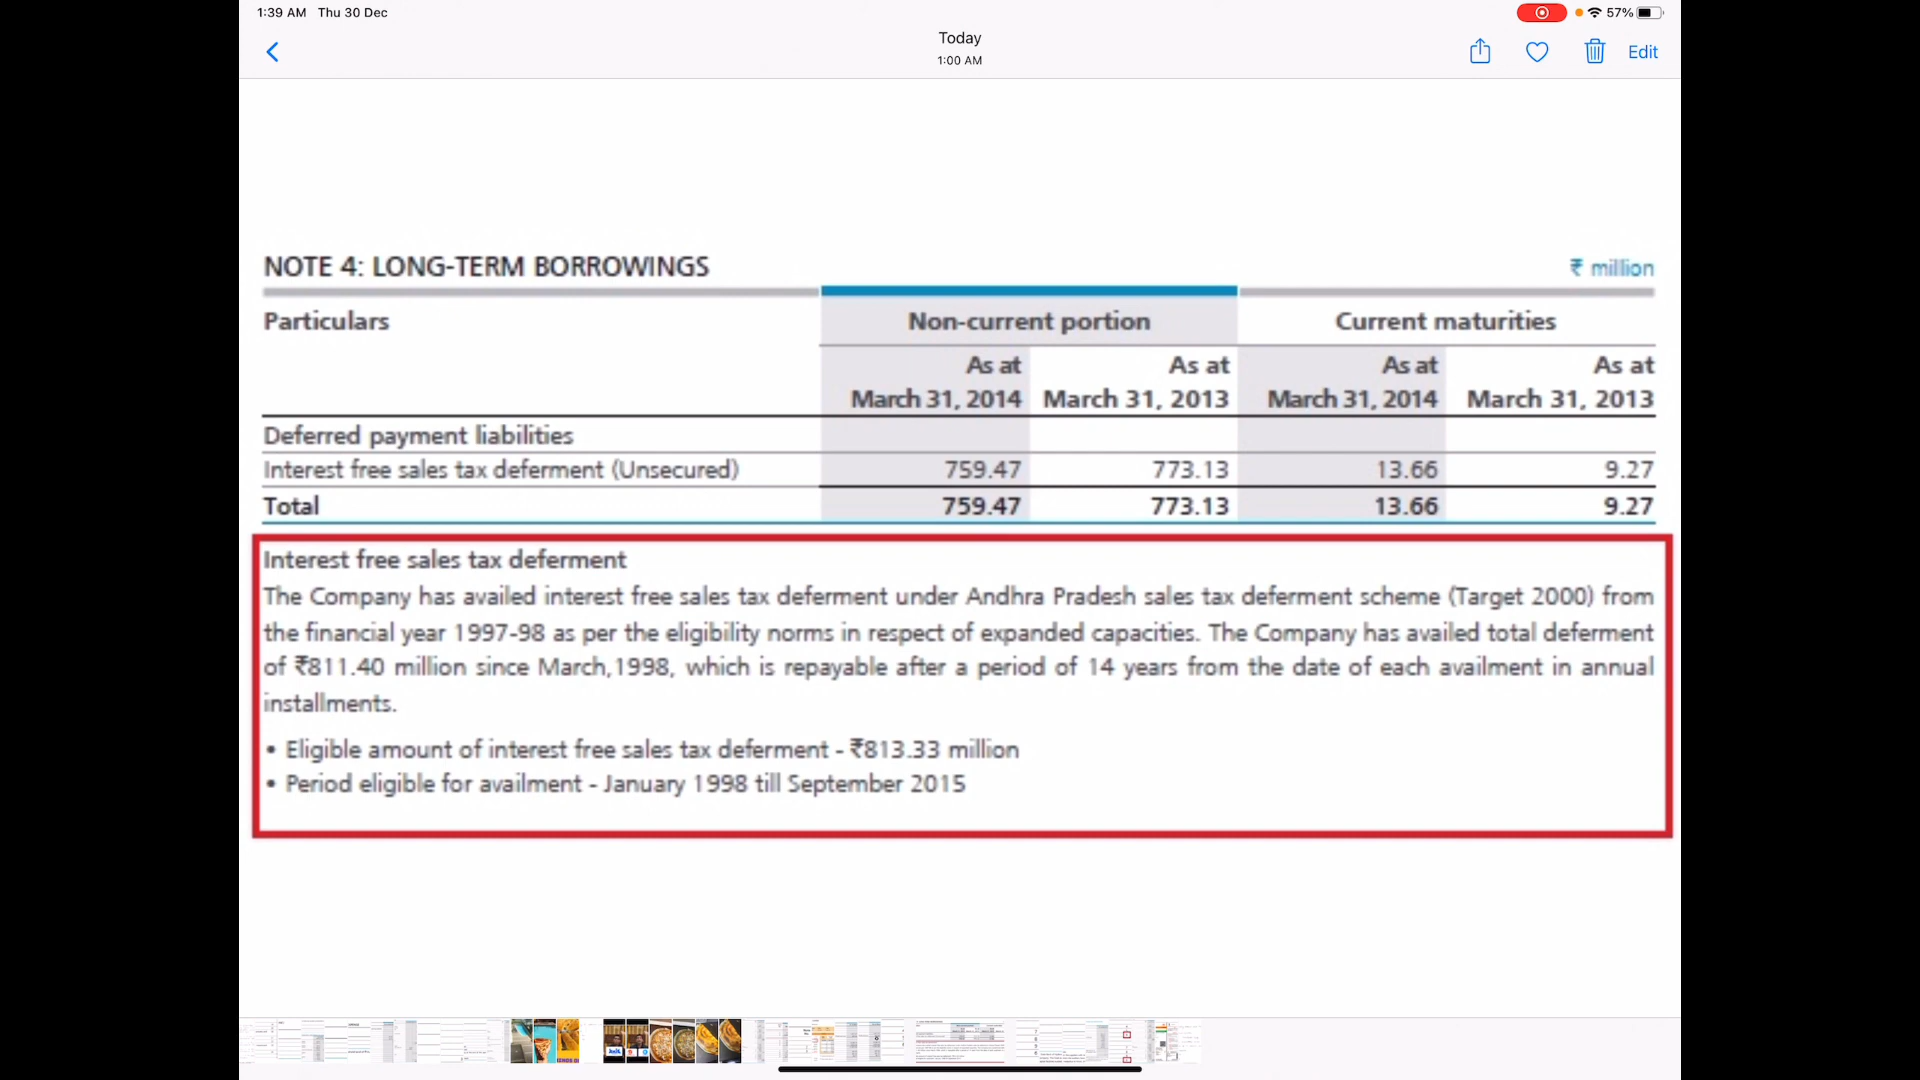 1:39 AM Thu 30 Dec
57%
Today
1:00 AM
Edit
NOTE 4: LONG-TERM BORROWINGS ₹ million
Particulars Non-current portion Current maturities
As at As at As at As at
March 31, 2014 March 31, 2013 March 31, 2014 March 31, 2013
Deferred payment liabilities
Interest free sales tax deferment (Unsecured) 759.47 773.13 13.66 9.27
Total 759.47 773.13 13.66 9.27
Interest free sales tax deferment
The Company has availed interest free sales tax deferment under Andhra Pradesh sales tax deferment scheme (Target 2000) from
the financial year 1997-98 as per the eligibility norms in respect of expanded capacities. The Company has availed total deferment
of ₹811.40 million since March,1998, which is repayable after a period of 14 years from the date of each availment in annual
installments.
• Eligible amount of interest free sales tax deferment - ₹813.33 million
• Period eligible for availment - January 1998 till September 2015